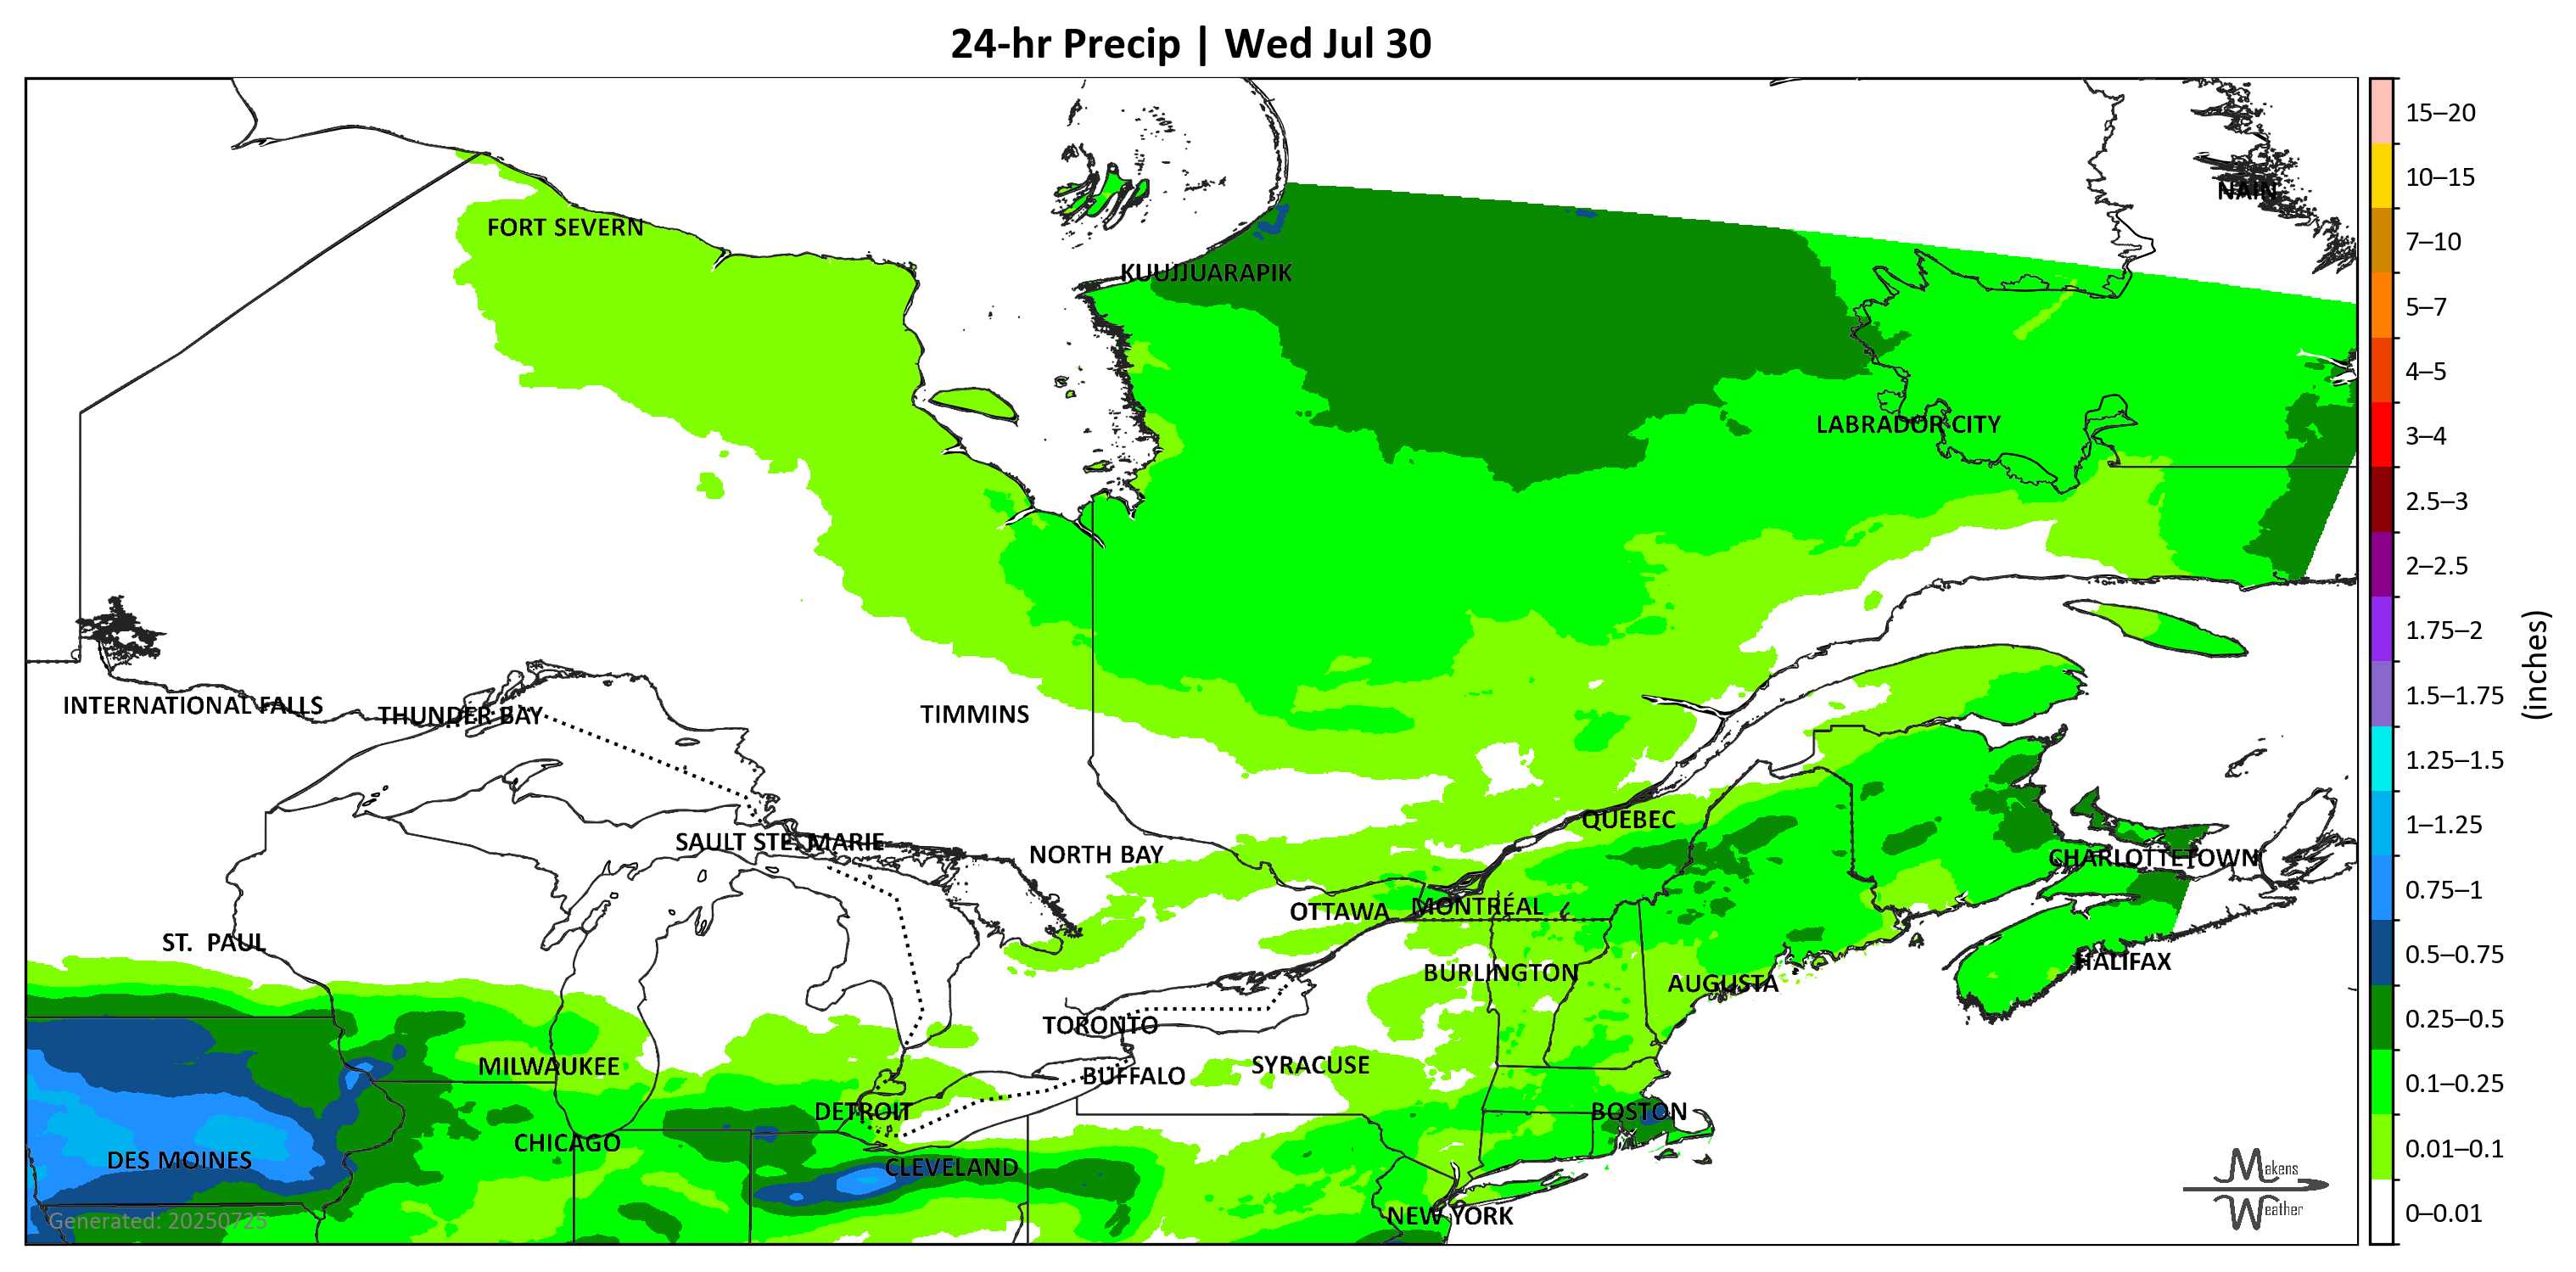 24-hr Precip | Wed Jul 30
NAIN
FORT SEVERN
KUUJJUARAPIK
LABRADOR CITY
INTERNATIONAL FALLS
THUNDER BAY
TIMMINS
QUÉBEC
SAULT STE. MARIE
NORTH BAY
CHARLOTTETOWN
OTTAWA
MONTRÉAL
ST. PAUL
HALIFAX
BURLINGTON
AUGUSTA
TORONTO
MILWAUKEE
BUFFALO
SYRACUSE
DETROIT
BOSTON
CHICAGO
DES MOINES
CLEVELAND
NEW YORK
Generated: 20250725
Makens
Weather
15–20
10–15
7–10
5–7
4–5
3–4
2.5–3
2–2.5
1.75–2
1.5–1.75
1.25–1.5
1–1.25
0.75–1
0.5–0.75
0.25–0.5
0.1–0.25
0.01–0.1
0–0.01
(inches)